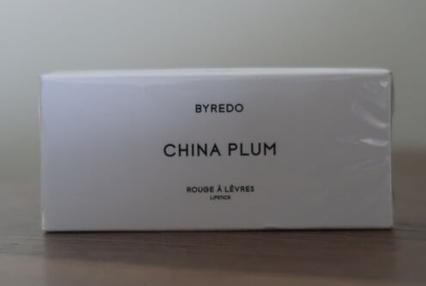 BYREDO
CHINA PLUM
ROUGE À LÈVRES
LIPSTICK